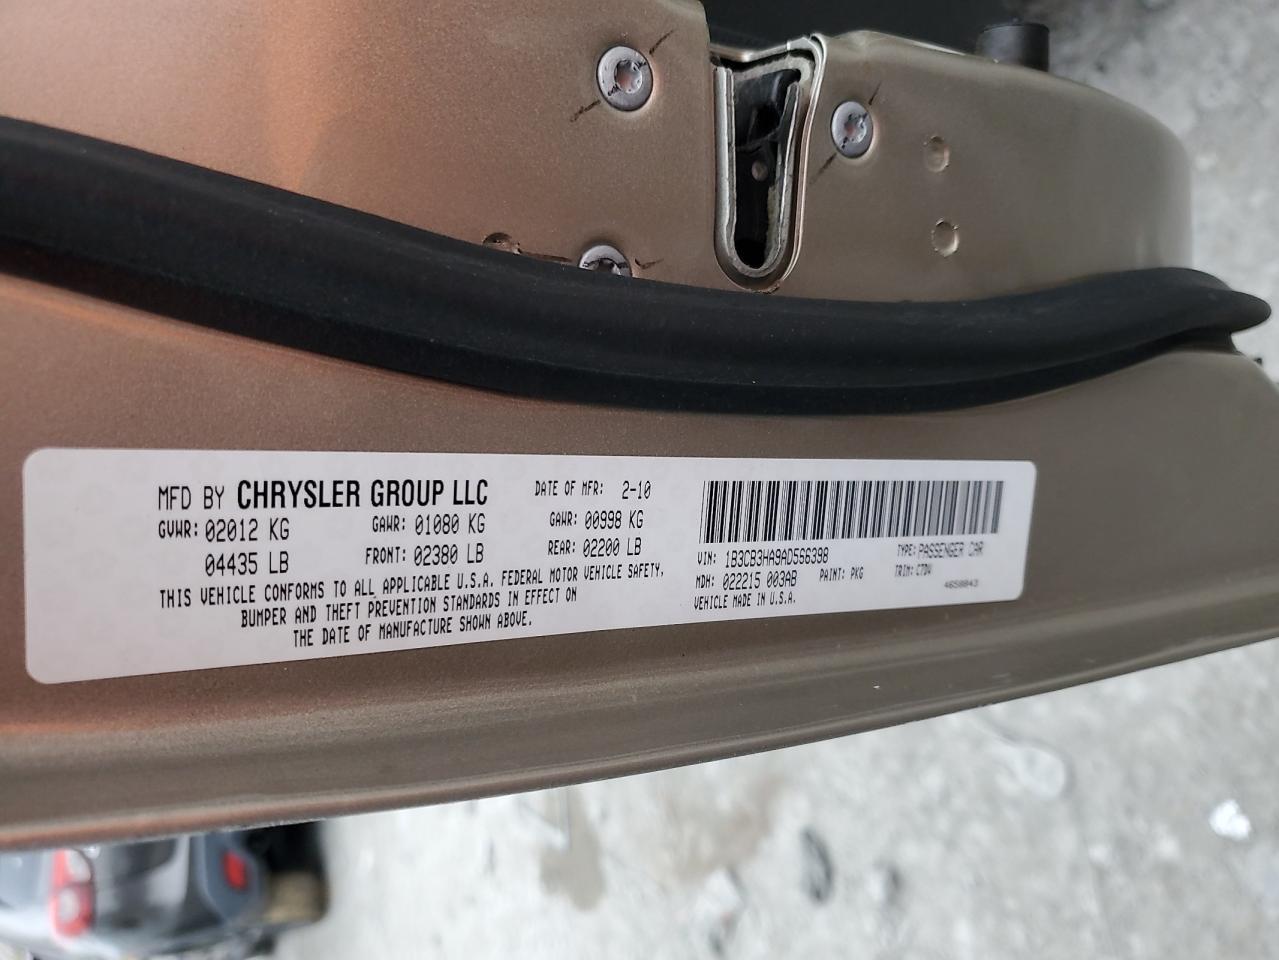 MFD BY CHRYSLER GROUP LLC DATE OF MFR: 2-10
GVWR: 02012 KG GAWR: 01080 KG GAWR: 00998 KG
04435 LB FRONT: 02380 LB REAR: 02200 LB
THIS VEHICLE CONFORMS TO ALL APPLICABLE U.S.A. FEDERAL MOTOR VEHICLE SAFETY,
BUMPER AND THEFT PREVENTION STANDARDS IN EFFECT ON
THE DATE OF MANUFACTURE SHOWN ABOVE.
VIN: 1B3CB3HA9AD556398 TYPE: PASSENGER CAR
MDH: 022215 003AB PAINT: PKG TRIM: CTDV
VEHICLE MADE IN U.S.A. 4658843